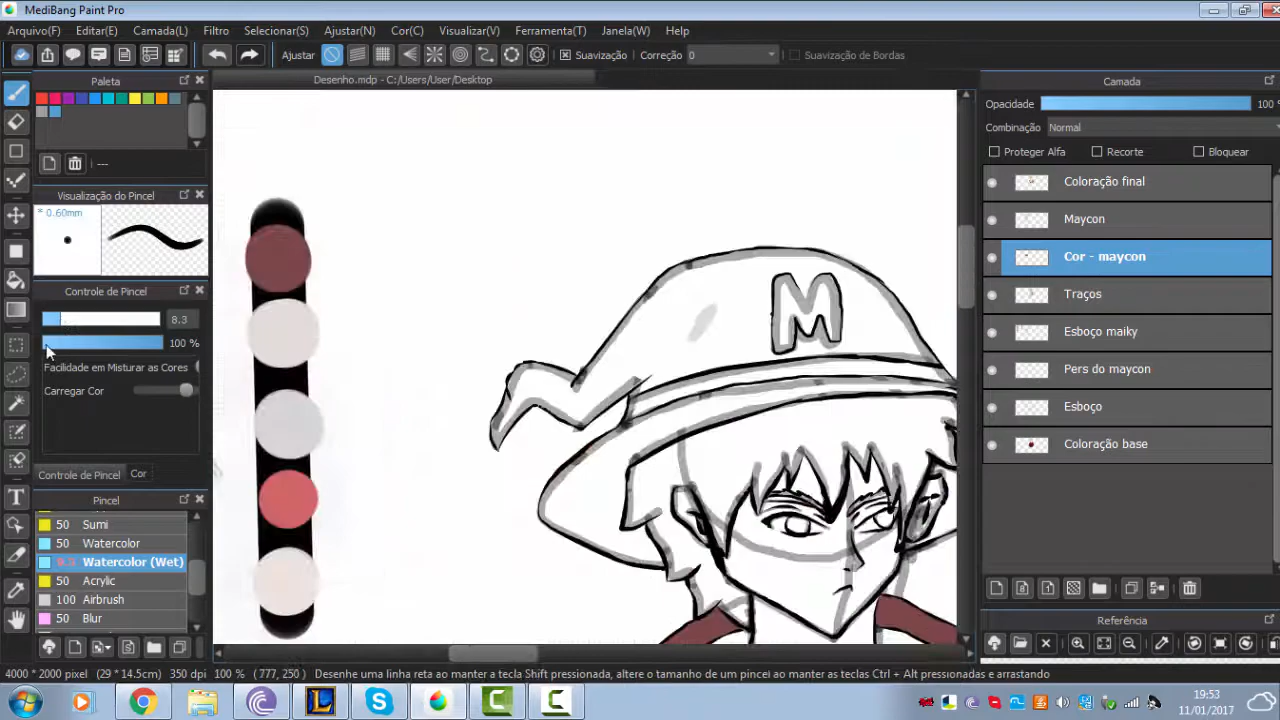 MediBang Paint Pro
Arquivo(F) Editar(E) Camada(L) Filtro Selecionar(S) Ajustar(N) Cor(C) Visualizar(V) Ferramenta(T) Janela(W) Help
Ajustar Suavização Correção 0 Suavização de Bordas
Paleta
Desenho.mdp - C:/Users/User/Desktop
Camada
Opacidade 100 %
Combinação Normal
Proteger Alfa Recorte Bloquear
---
Visualização do Pincel
* 0.60mm
Controle de Pincel
8.3
100 %
Facilidade em Misturar as Cores
Carregar Cor
Controle de Pincel Cor
Pincel
50 Sumi
50 Watercolor
8.3 Watercolor (Wet)
50 Acrylic
100 Airbrush
50 Blur
M
Coloração final
Maycon
Cor - maycon
Traços
Esboço maiky
Pers do maycon
Esboço
Coloração base
Referência
4000 * 2000 pixel (29 * 14.5cm) 350 dpi 100 % ( 777, 250 ) Desenhe uma linha reta ao manter a tecla Shift pressionada, altere o tamanho de um pincel ao manter as teclas Ctrl + Alt pressionadas e arrastando
19:53
11/01/2017